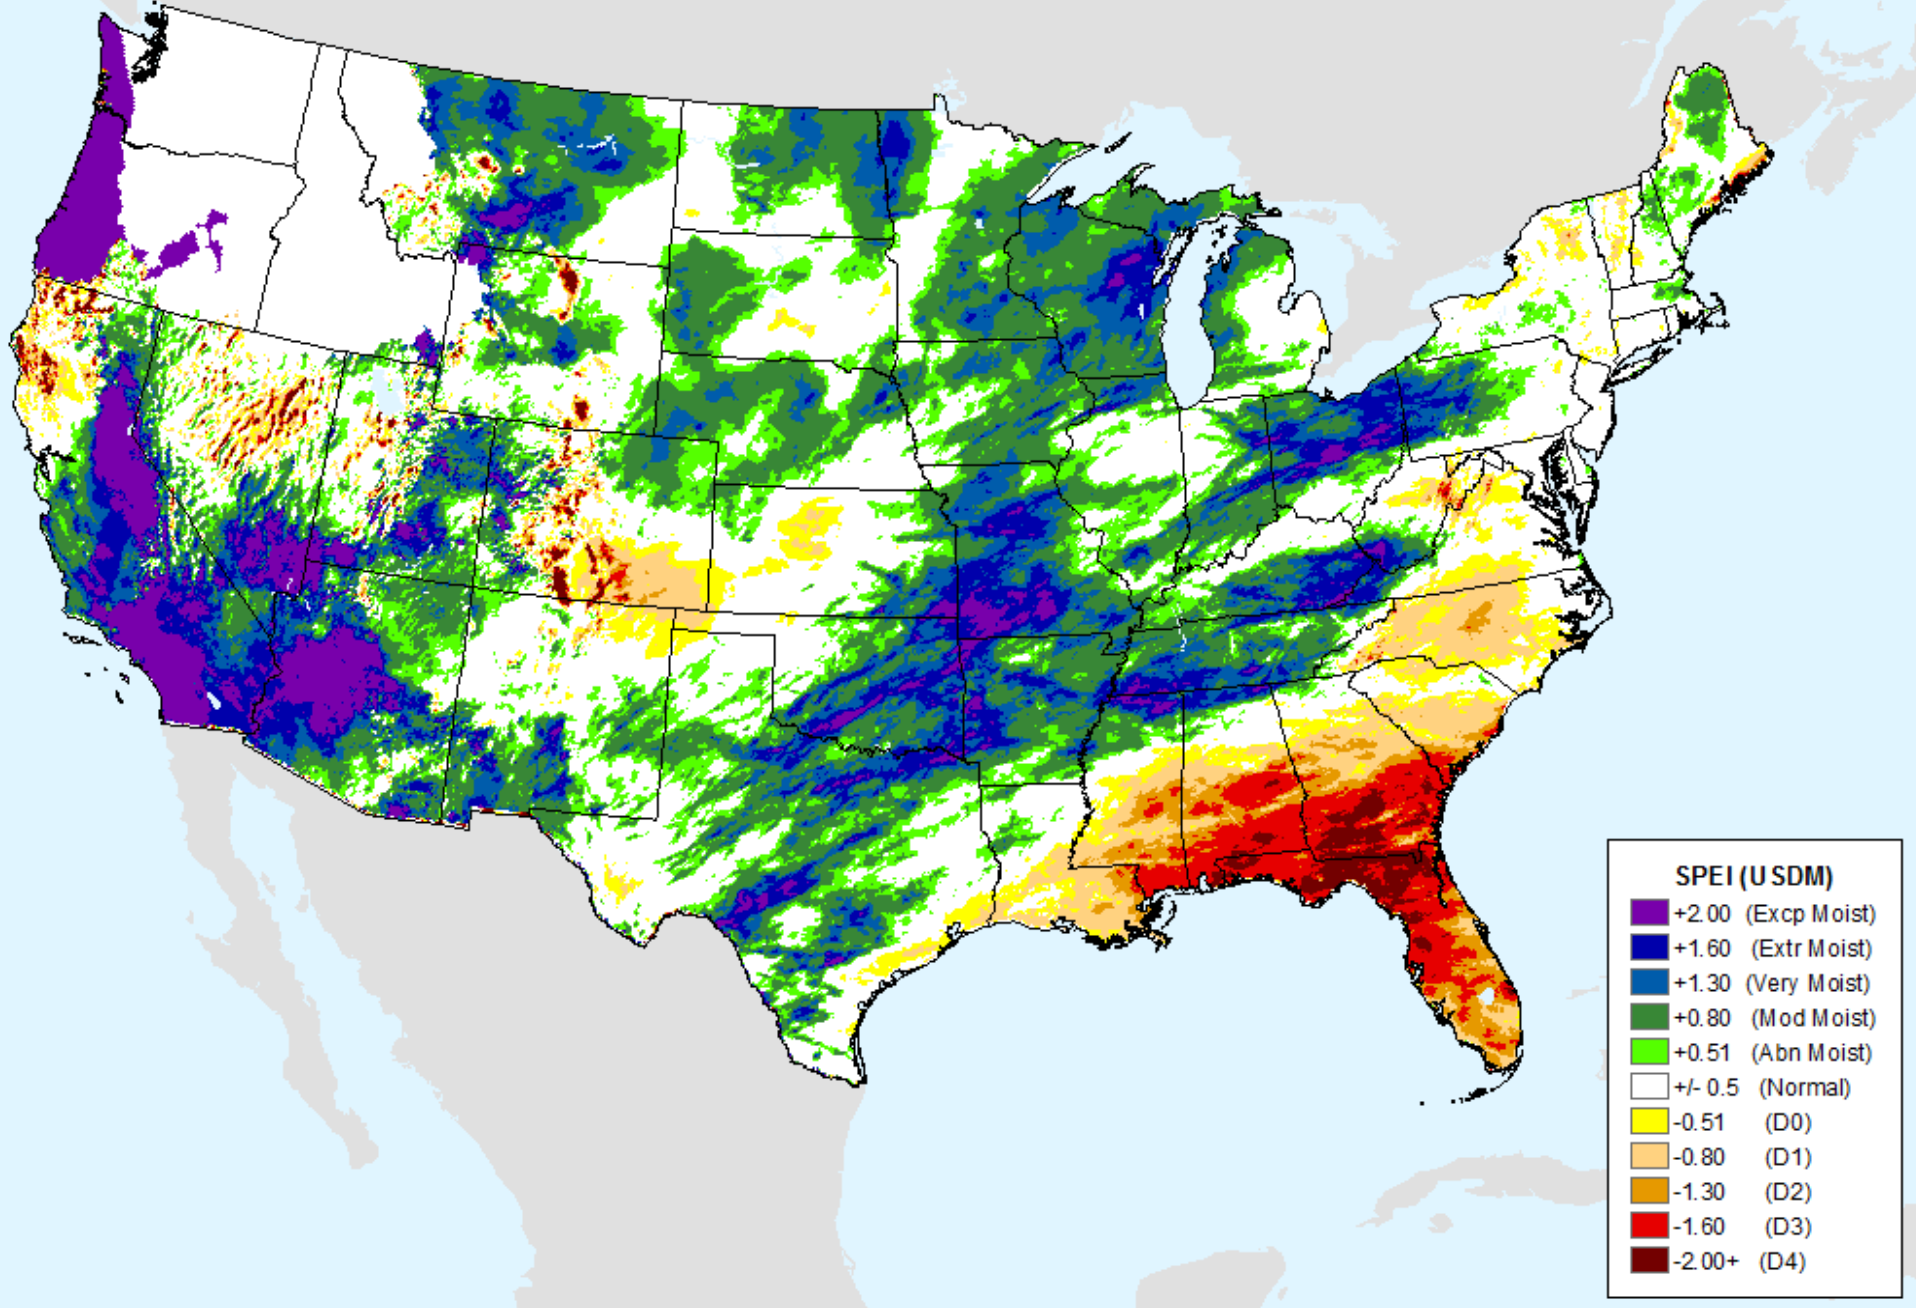 SPEI (USDM)
+2.00 (Excp Moist)
+1.60 (Extr Moist)
+1.30 (Very Moist)
+0.80 (Mod Moist)
+0.51 (Abn Moist)
+/- 0.5 (Normal)
-0.51 (D0)
-0.80 (D1)
-1.30 (D2)
-1.60 (D3)
-2.00+ (D4)